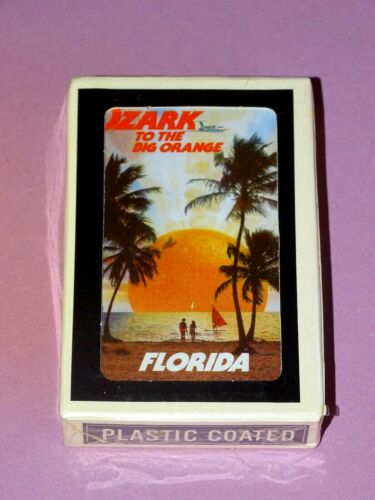 OZARK
TO THE
BIG ORANGE
FLORIDA
PLASTIC COATED